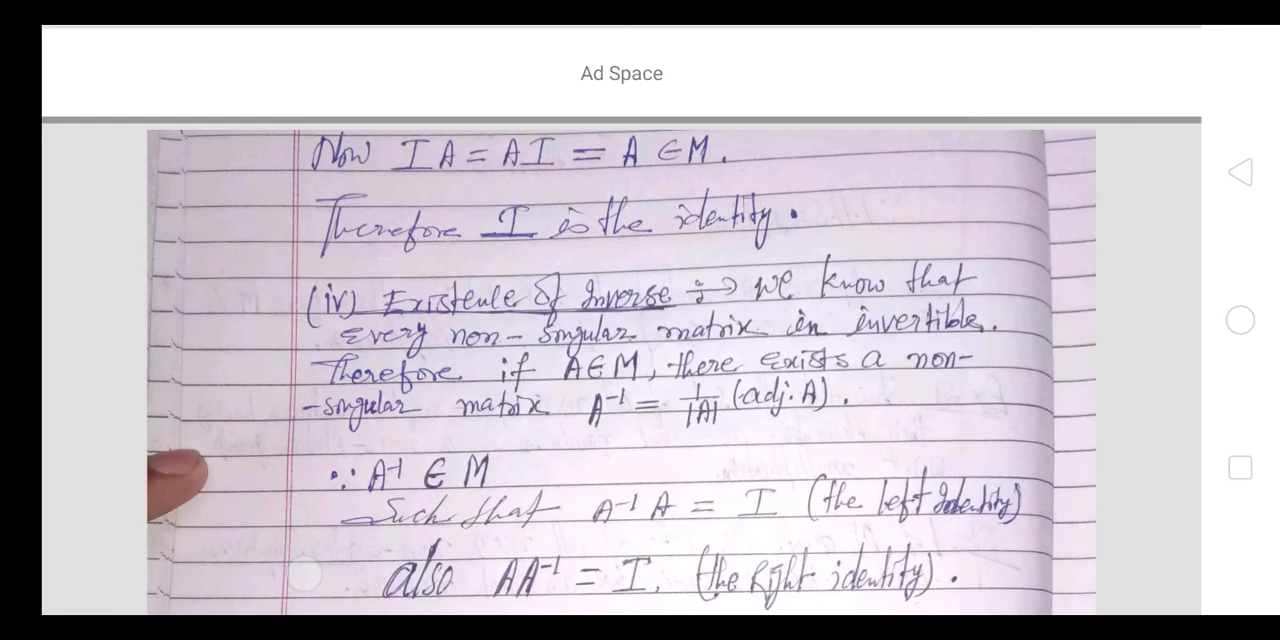 Ad Space
Now IA = AI = A ∈ M.
Therefore I is the identity.
(iv) Existence of Inverse :→ we know that
every non-singular matrix in invertible.
Therefore if A∈M, there exists a non-
-singular matrix A⁻¹ = 1/|A| (adj. A).
∵ A⁻¹ ∈ M
Such that A⁻¹ A = I (the left Identity)
also AA⁻¹ = I. (the Right identity).